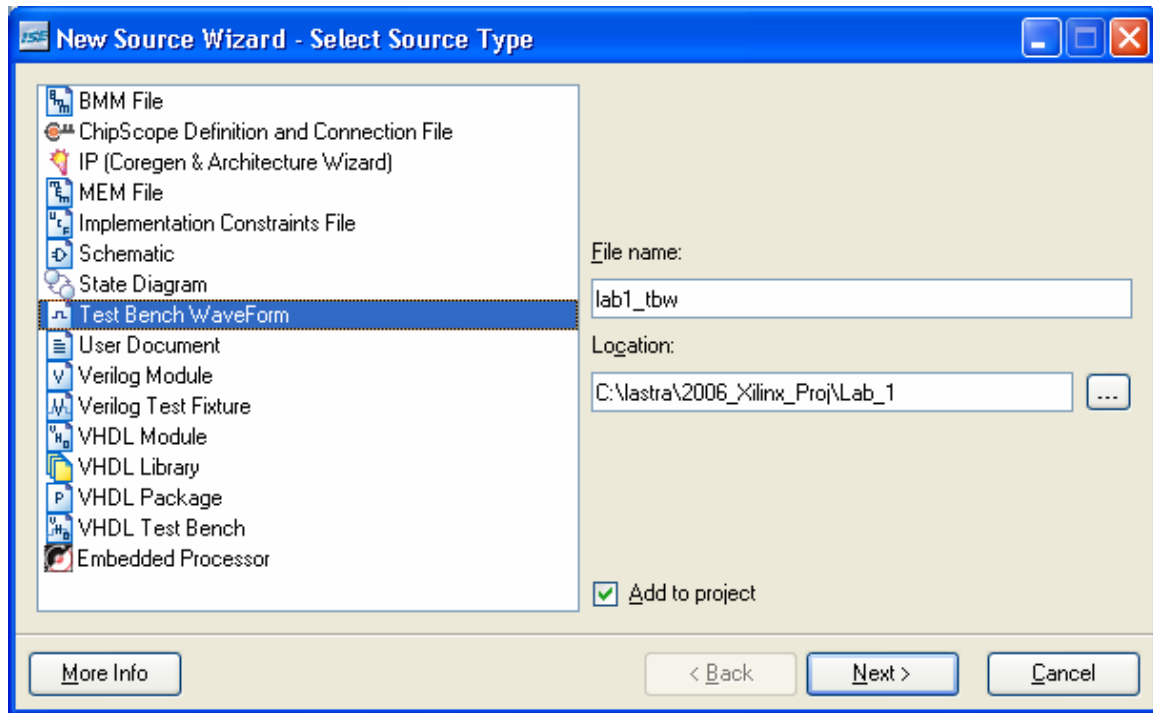 New Source Wizard - Select Source Type
BMM File
ChipScope Definition and Connection File
IP (Coregen & Architecture Wizard)
MEM File
Implementation Constraints File
Schematic
State Diagram
Test Bench WaveForm
User Document
Verilog Module
Verilog Test Fixture
VHDL Module
VHDL Library
VHDL Package
VHDL Test Bench
Embedded Processor
File name:
lab1_tbw
Location:
C:\lastra\2006_Xilinx_Proj\Lab_1
...
Add to project
More Info
< Back
Next >
Cancel